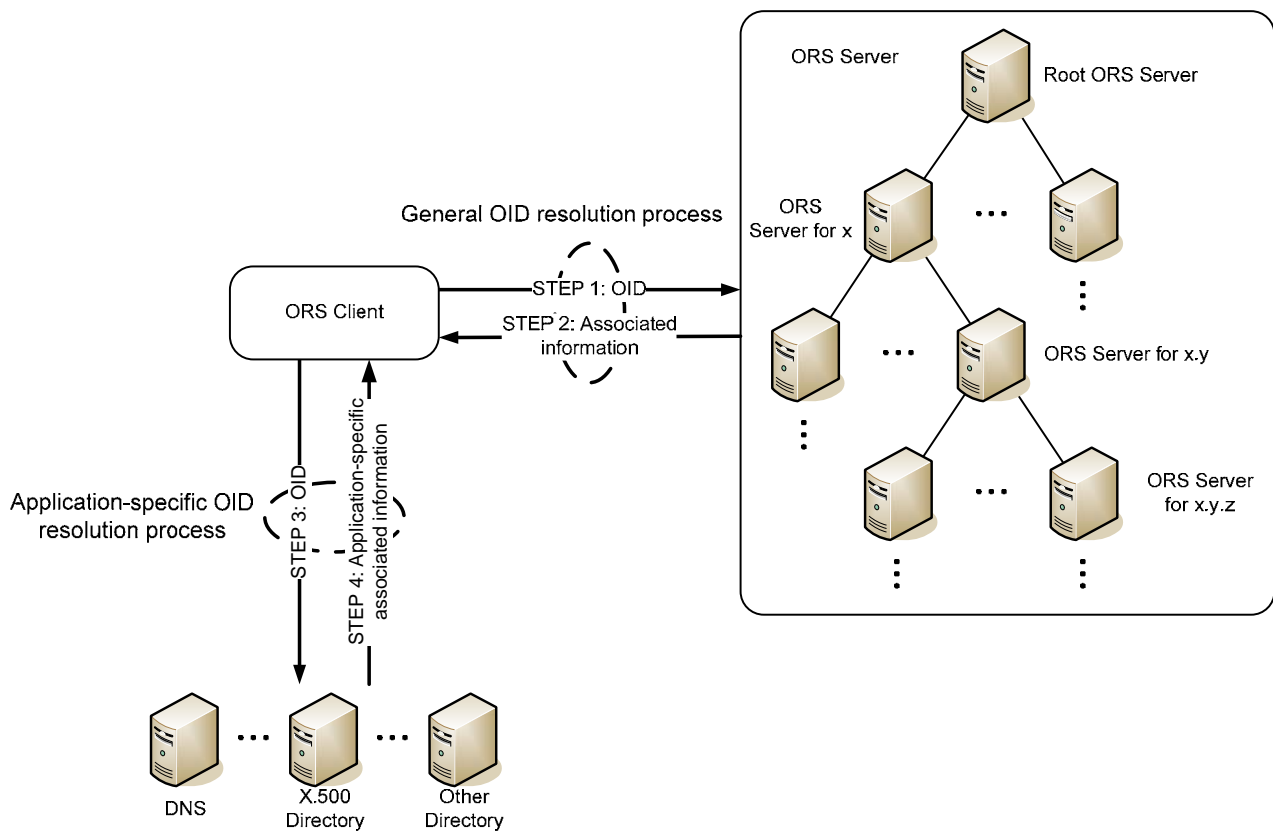 ORS Server
Root ORS Server
ORS
Server for x
General OID resolution process
STEP 1: OID
STEP 2: Associated
information
ORS Client
ORS Server for x.y
ORS Server
for x.y.z
Application-specific OID
resolution process
STEP 3: OID
STEP 4: Application-specific
associated information
DNS
X.500
Directory
Other
Directory